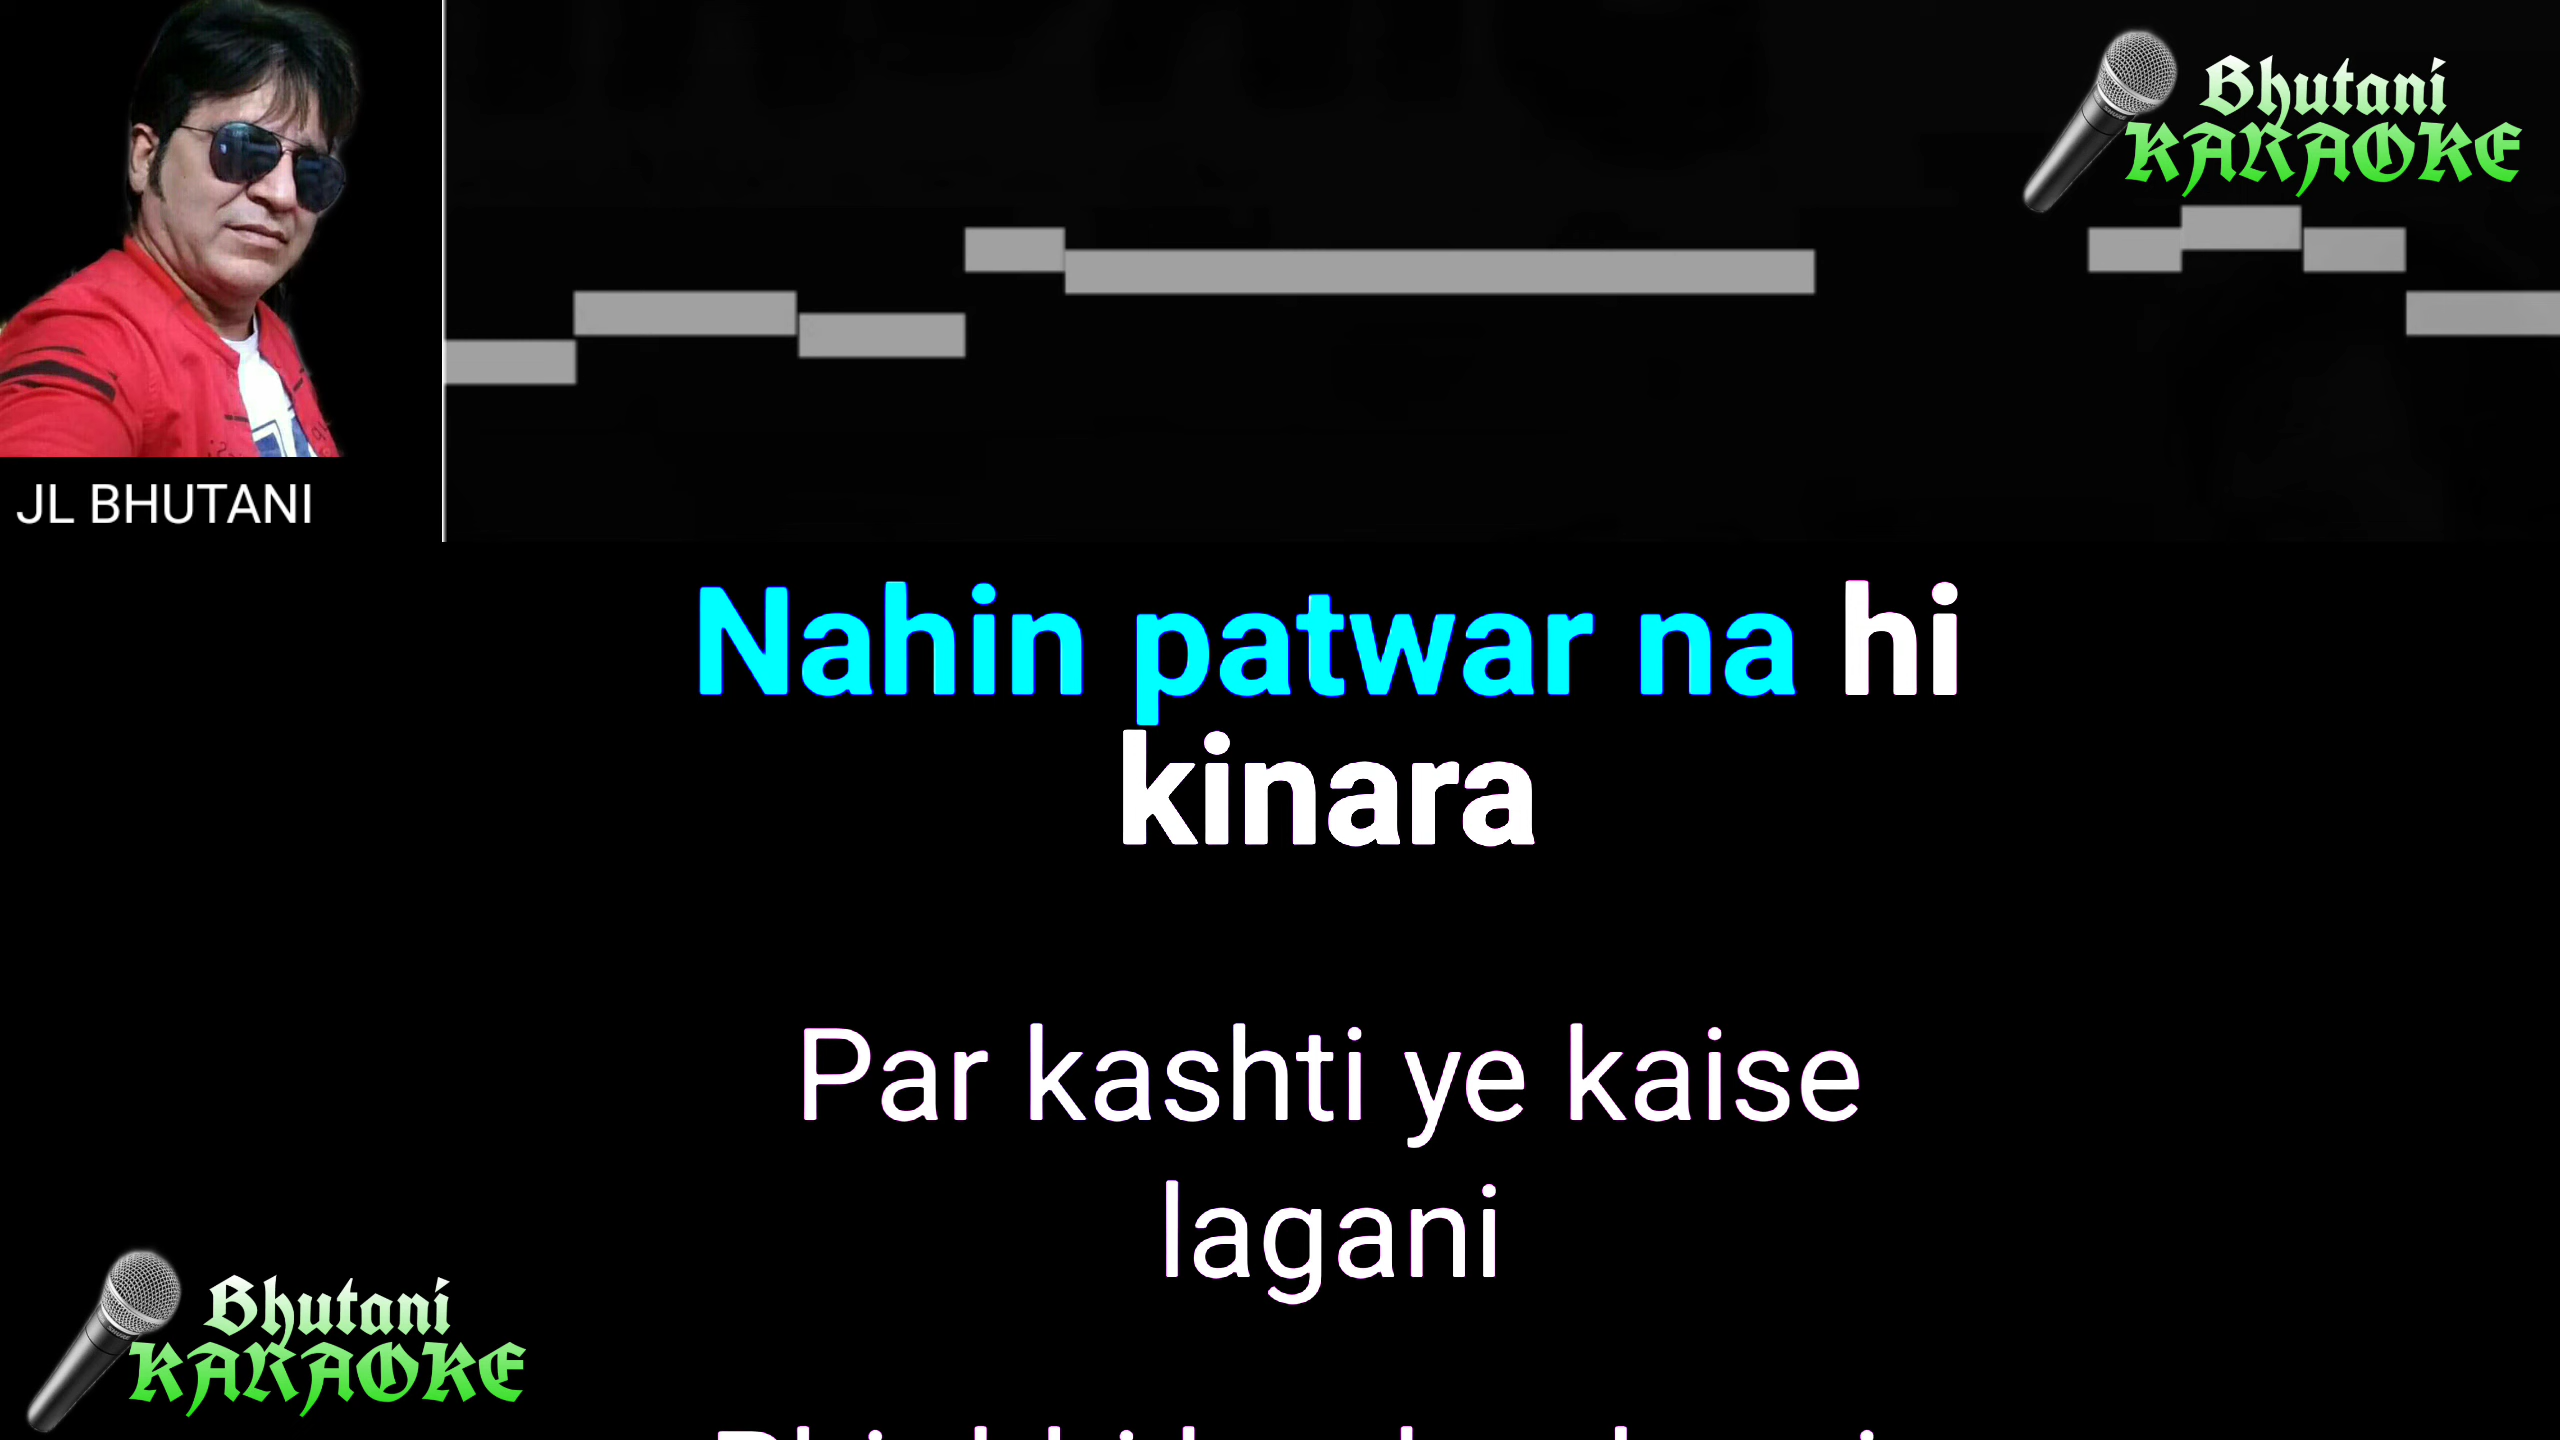 Bhutani
KARAOKE
JL BHUTANI
Nahin patwar na hi
kinara
Par kashti ye kaise
lagani
Bhutani
KARAOKE